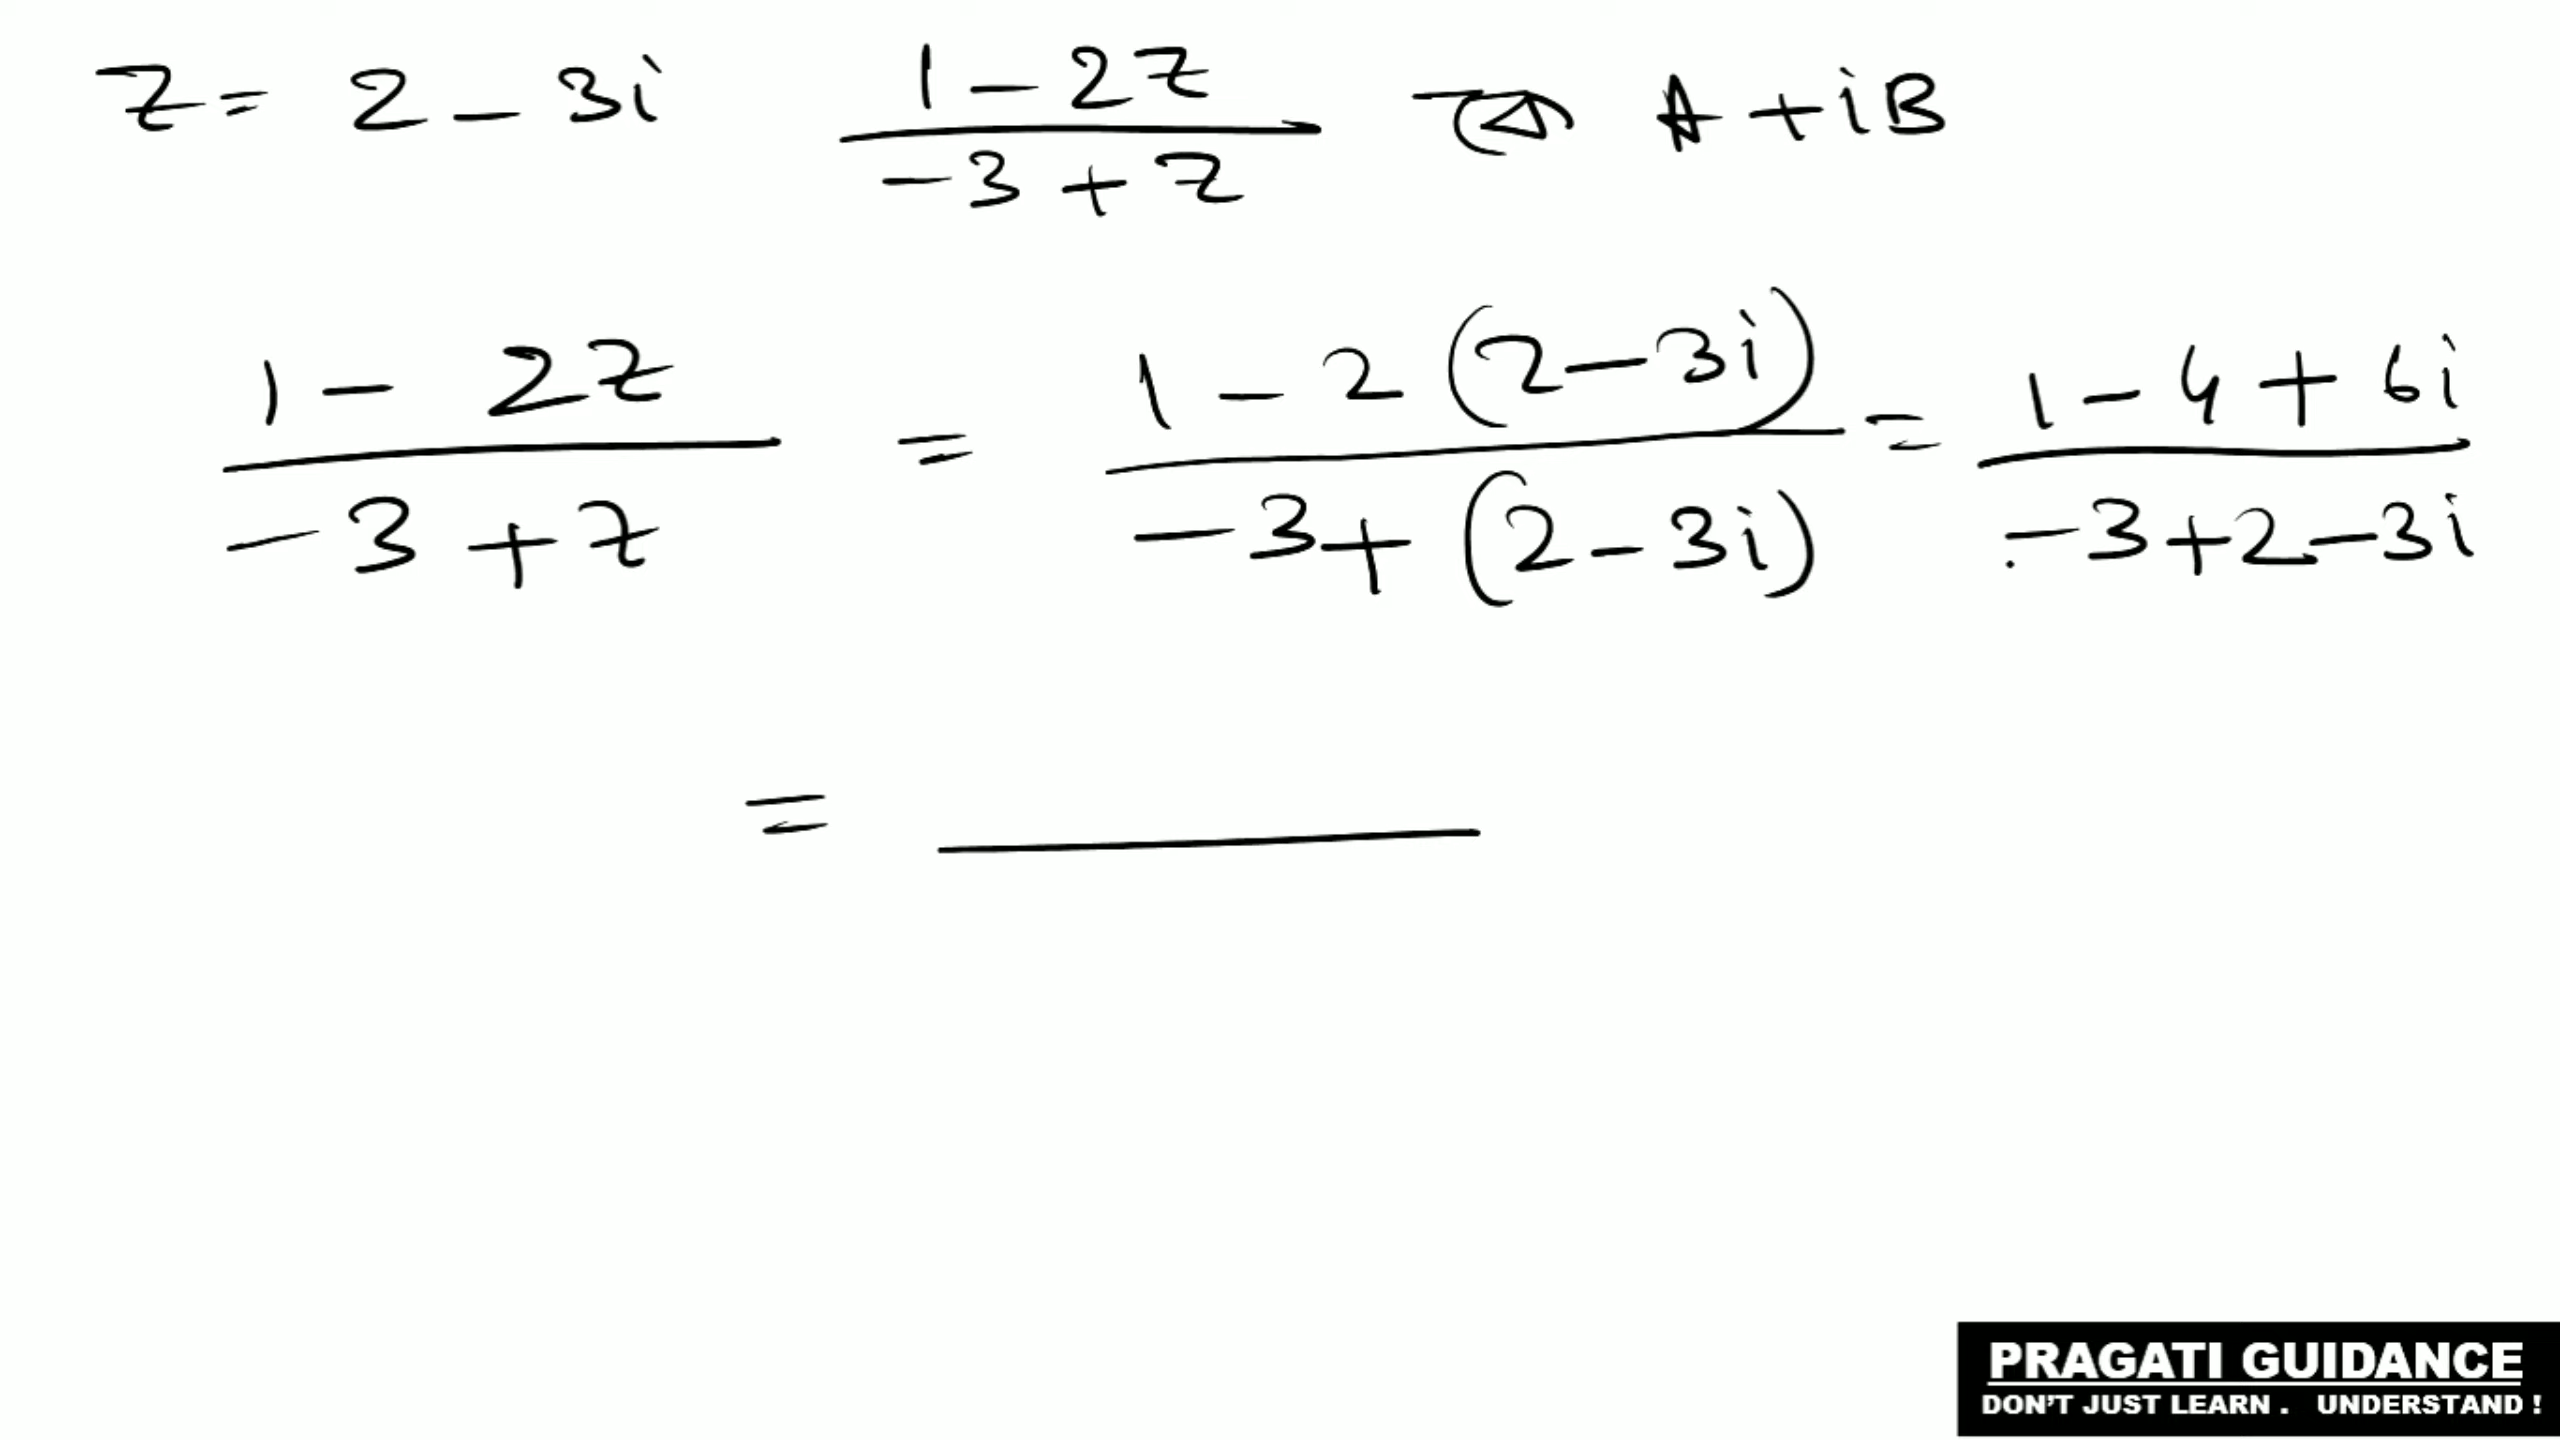 z = 2 - 3i   (1 - 2z)/(-3 + z)   A + iB
(1 - 2z)/(-3 + z) = (1 - 2(2 - 3i))/(-3 + (2 - 3i)) = (1 - 4 + 6i)/(-3 + 2 - 3i)
=
PRAGATI GUIDANCE
DON'T JUST LEARN . UNDERSTAND !